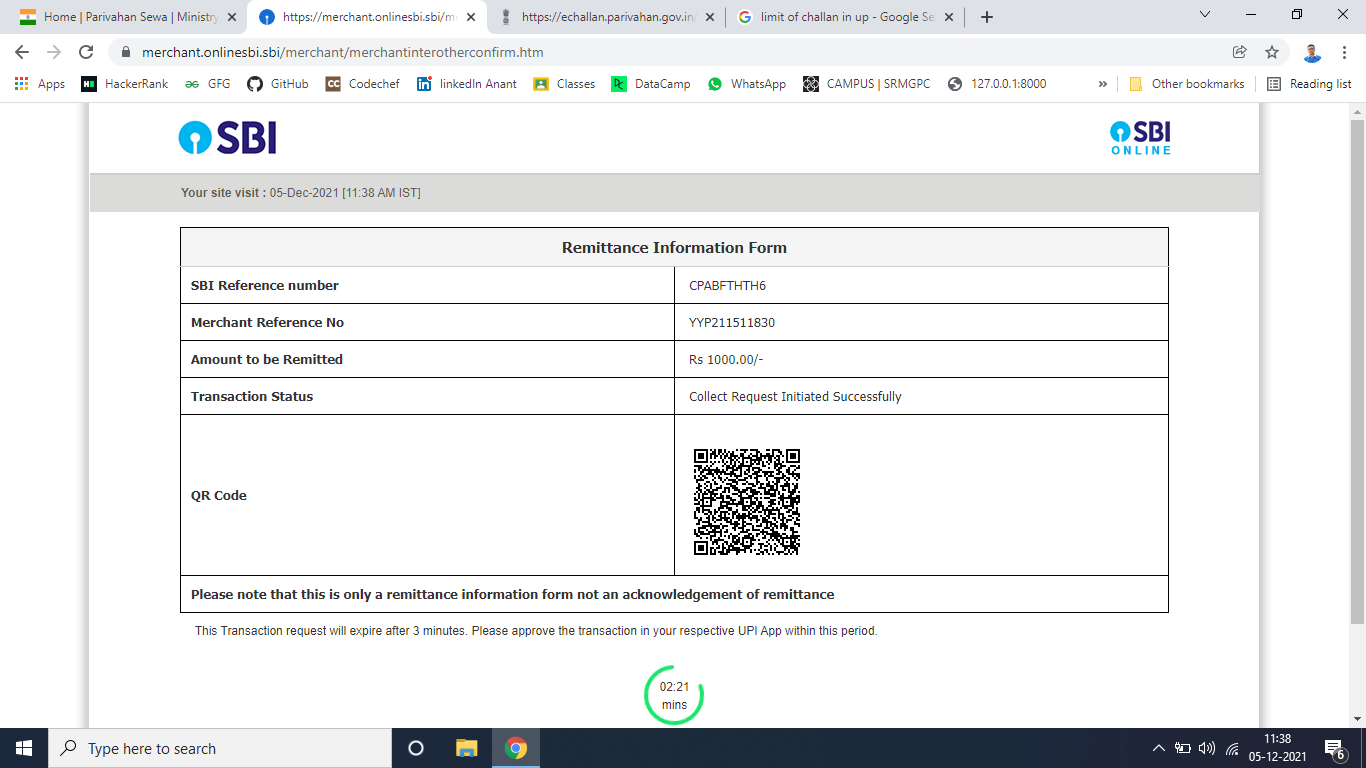 Home | Parivahan Sewa | Ministry
https://merchant.onlinesbi.sbi/me
https://echallan.parivahan.gov.in/
limit of challan in up - Google Se
merchant.onlinesbi.sbi/merchant/merchantinterotherconfirm.htm
Apps HackerRank GFG GitHub Codechef linkedIn Anant Classes DataCamp WhatsApp CAMPUS | SRMGPC 127.0.0.1:8000 » Other bookmarks Reading list
SBI
SBI
ONLINE
Your site visit : 05-Dec-2021 [11:38 AM IST]
Remittance Information Form
SBI Reference number CPABFTHTH6
Merchant Reference No YYP211511830
Amount to be Remitted Rs 1000.00/-
Transaction Status Collect Request Initiated Successfully
QR Code
Please note that this is only a remittance information form not an acknowledgement of remittance
This Transaction request will expire after 3 minutes. Please approve the transaction in your respective UPI App within this period.
02:21
mins
Type here to search
11:38
05-12-2021
6